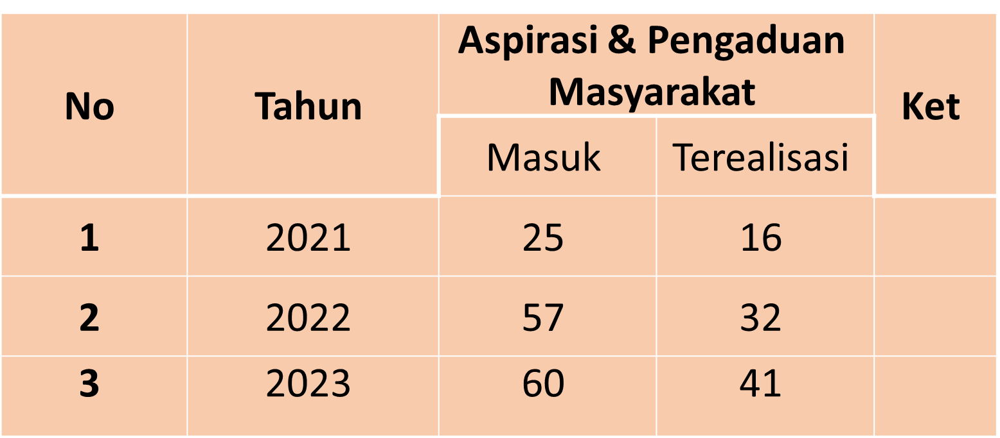 No
Tahun
Aspirasi & Pengaduan
Masyarakat
Ket
Masuk
Terealisasi
1 2021 25 16
2 2022 57 32
3 2023 60 41